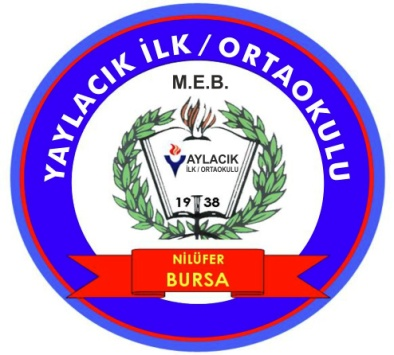 YAYLACIK İLK / ORTAOKULU
M.E.B.
YAYLACIK
İLK / ORTAOKULU
19 38
NİLÜFER
BURSA